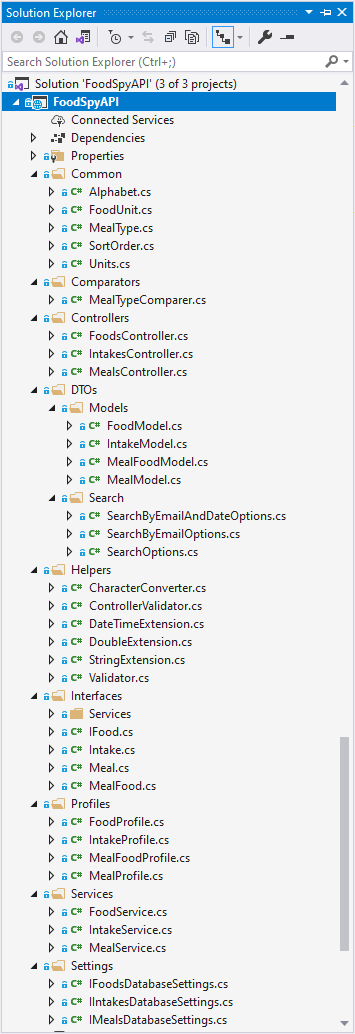 Solution Explorer
Search Solution Explorer (Ctrl+;)
Solution 'FoodSpyAPI' (3 of 3 projects)
FoodSpyAPI
Connected Services
Dependencies
Properties
Common
C# Alphabet.cs
C# FoodUnit.cs
C# MealType.cs
C# SortOrder.cs
C# Units.cs
Comparators
C# MealTypeComparer.cs
Controllers
C# FoodsController.cs
C# IntakesController.cs
C# MealsController.cs
DTOs
Models
C# FoodModel.cs
C# IntakeModel.cs
C# MealFoodModel.cs
C# MealModel.cs
Search
C# SearchByEmailAndDateOptions.cs
C# SearchByEmailOptions.cs
C# SearchOptions.cs
Helpers
C# CharacterConverter.cs
C# ControllerValidator.cs
C# DateTimeExtension.cs
C# DoubleExtension.cs
C# StringExtension.cs
C# Validator.cs
Interfaces
Services
C# IFood.cs
C# Intake.cs
C# Meal.cs
C# MealFood.cs
Profiles
C# FoodProfile.cs
C# IntakeProfile.cs
C# MealFoodProfile.cs
C# MealProfile.cs
Services
C# FoodService.cs
C# IntakeService.cs
C# MealService.cs
Settings
C# IFoodsDatabaseSettings.cs
C# IIntakesDatabaseSettings.cs
C# IMealsDatabaseSettings.cs